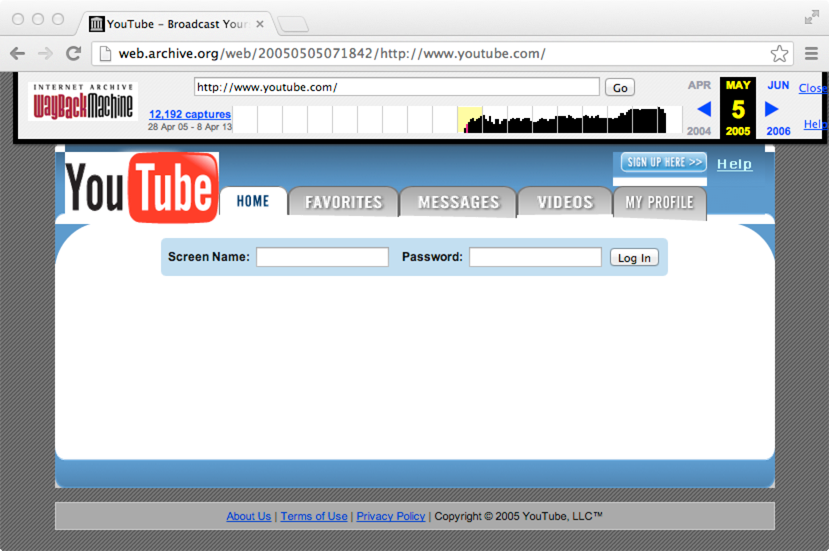 YouTube - Broadcast Your
web.archive.org/web/20050505071842/http://www.youtube.com/
INTERNET ARCHIVE
WayBackMachine
http://www.youtube.com/
Go
APR
MAY
JUN
Close
12,192 captures
28 Apr 05 - 8 Apr 13
5
2004
2005
2006
Help
YouTube
SIGN UP HERE >>
Help
HOME
FAVORITES
MESSAGES
VIDEOS
MY PROFILE
Screen Name:
Password:
Log In
About Us | Terms of Use | Privacy Policy | Copyright © 2005 YouTube, LLC™